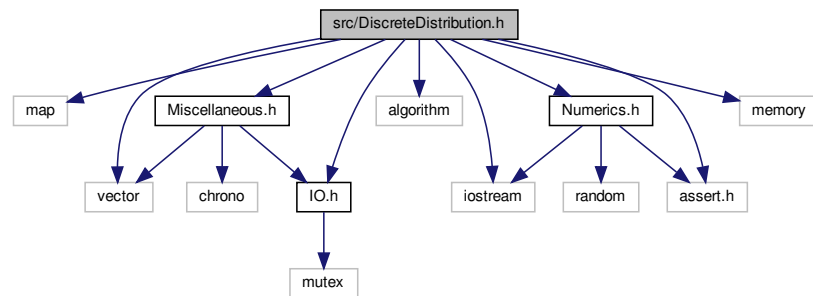 src/DiscreteDistribution.h
map
Miscellaneous.h
algorithm
Numerics.h
memory
vector
chrono
IO.h
iostream
random
assert.h
mutex